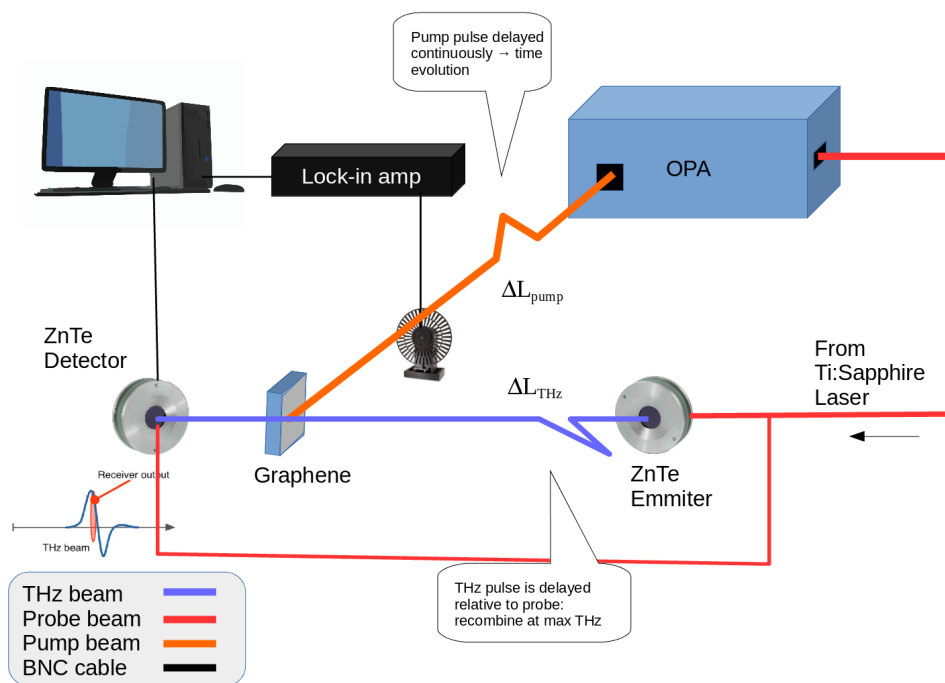 Pump pulse delayed
continuously → time
evolution
OPA
Lock-in amp
ΔLpump
ZnTe
Detector
ΔLTHz
From
Ti:Sapphire
Laser
Graphene
ZnTe
Emmiter
Receiver output
THz beam
THz pulse is delayed
relative to probe:
recombine at max THz
THz beam
Probe beam
Pump beam
BNC cable